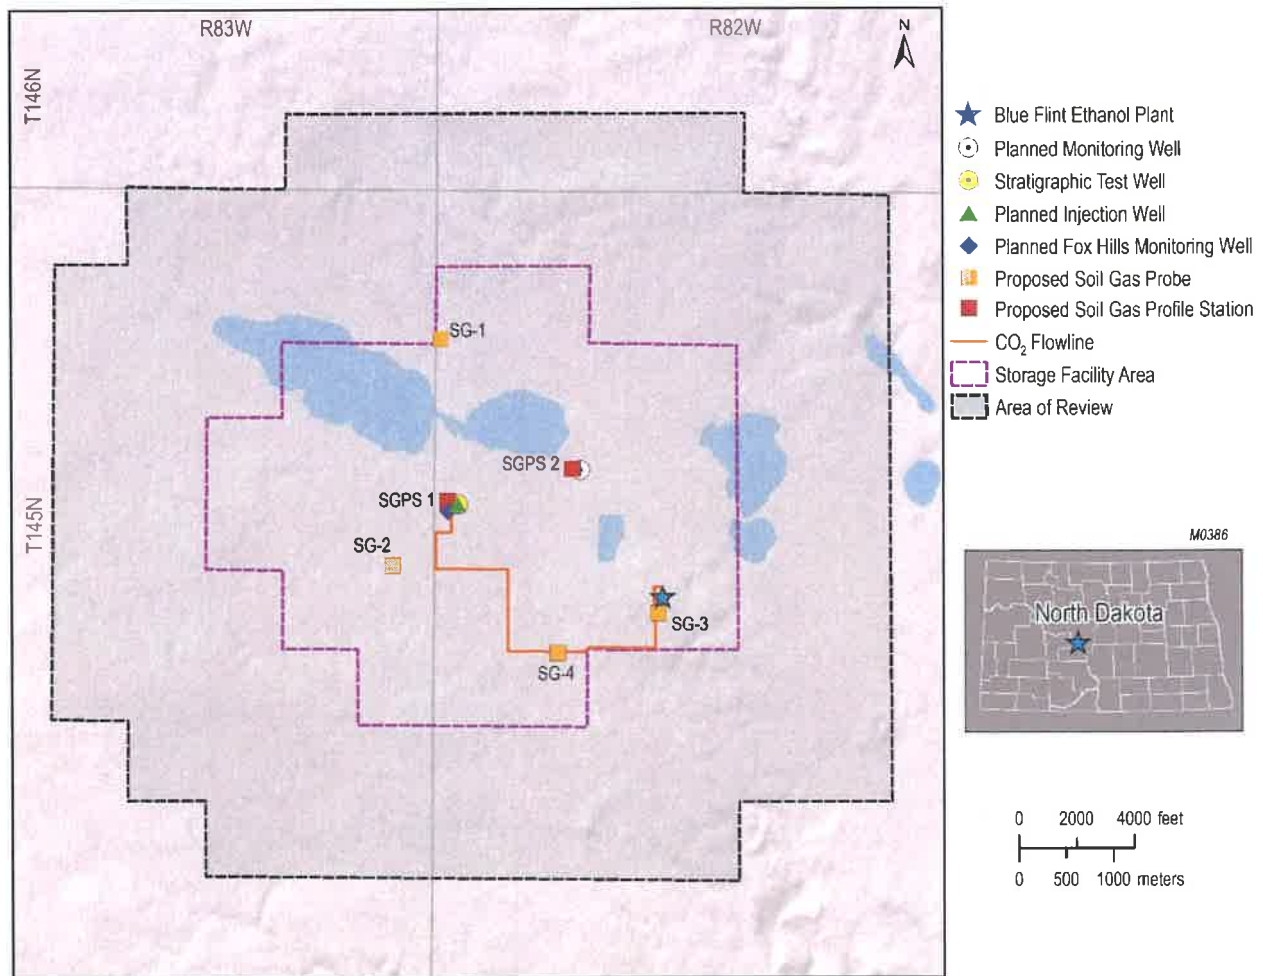 R83W
R82W
N
T146N
T145N
SG-1
SGPS 2
SGPS 1
SG-2
SG-3
SG-4
Blue Flint Ethanol Plant
Planned Monitoring Well
Stratigraphic Test Well
Planned Injection Well
Planned Fox Hills Monitoring Well
Proposed Soil Gas Probe
Proposed Soil Gas Profile Station
CO₂ Flowline
Storage Facility Area
Area of Review
M0386
North Dakota
0 2000 4000 feet
0 500 1000 meters